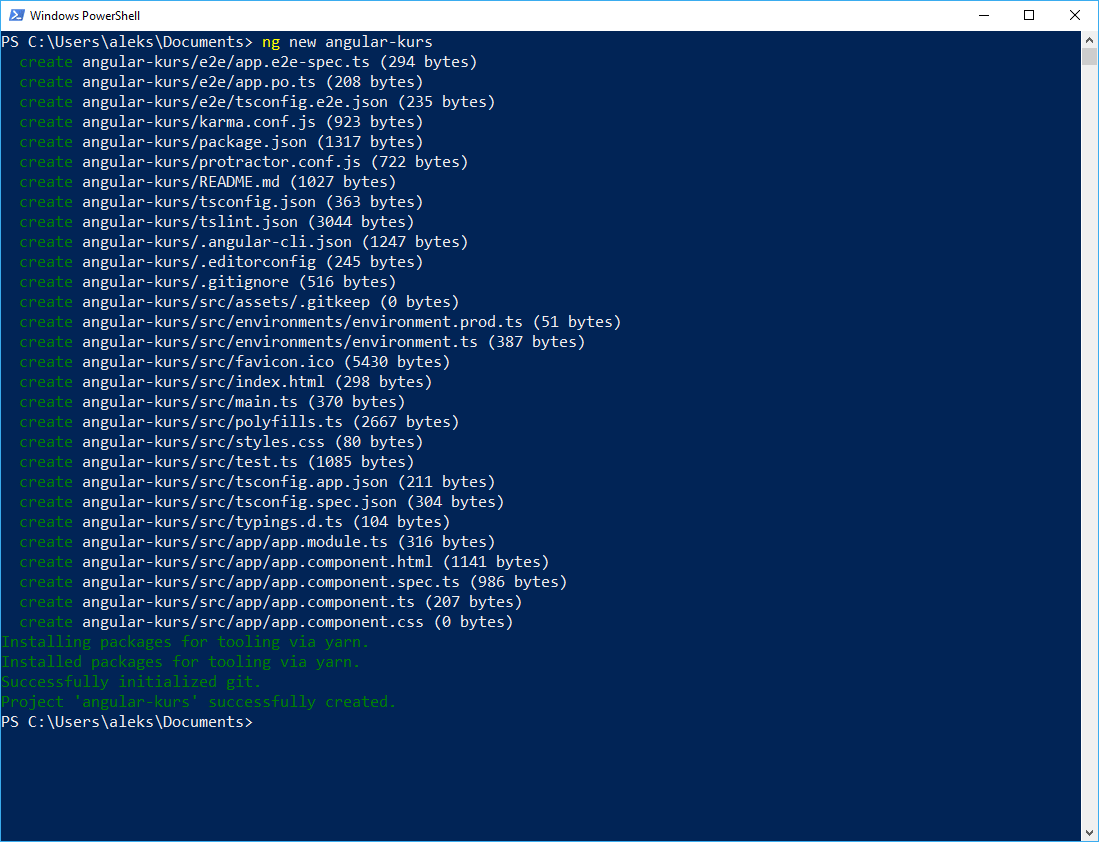 Windows PowerShell
PS C:\Users\aleks\Documents> ng new angular-kurs
create angular-kurs/e2e/app.e2e-spec.ts (294 bytes)
create angular-kurs/e2e/app.po.ts (208 bytes)
create angular-kurs/e2e/tsconfig.e2e.json (235 bytes)
create angular-kurs/karma.conf.js (923 bytes)
create angular-kurs/package.json (1317 bytes)
create angular-kurs/protractor.conf.js (722 bytes)
create angular-kurs/README.md (1027 bytes)
create angular-kurs/tsconfig.json (363 bytes)
create angular-kurs/tslint.json (3044 bytes)
create angular-kurs/.angular-cli.json (1247 bytes)
create angular-kurs/.editorconfig (245 bytes)
create angular-kurs/.gitignore (516 bytes)
create angular-kurs/src/assets/.gitkeep (0 bytes)
create angular-kurs/src/environments/environment.prod.ts (51 bytes)
create angular-kurs/src/environments/environment.ts (387 bytes)
create angular-kurs/src/favicon.ico (5430 bytes)
create angular-kurs/src/index.html (298 bytes)
create angular-kurs/src/main.ts (370 bytes)
create angular-kurs/src/polyfills.ts (2667 bytes)
create angular-kurs/src/styles.css (80 bytes)
create angular-kurs/src/test.ts (1085 bytes)
create angular-kurs/src/tsconfig.app.json (211 bytes)
create angular-kurs/src/tsconfig.spec.json (304 bytes)
create angular-kurs/src/typings.d.ts (104 bytes)
create angular-kurs/src/app/app.module.ts (316 bytes)
create angular-kurs/src/app/app.component.html (1141 bytes)
create angular-kurs/src/app/app.component.spec.ts (986 bytes)
create angular-kurs/src/app/app.component.ts (207 bytes)
create angular-kurs/src/app/app.component.css (0 bytes)
Installing packages for tooling via yarn.
Installed packages for tooling via yarn.
Successfully initialized git.
Project 'angular-kurs' successfully created.
PS C:\Users\aleks\Documents>